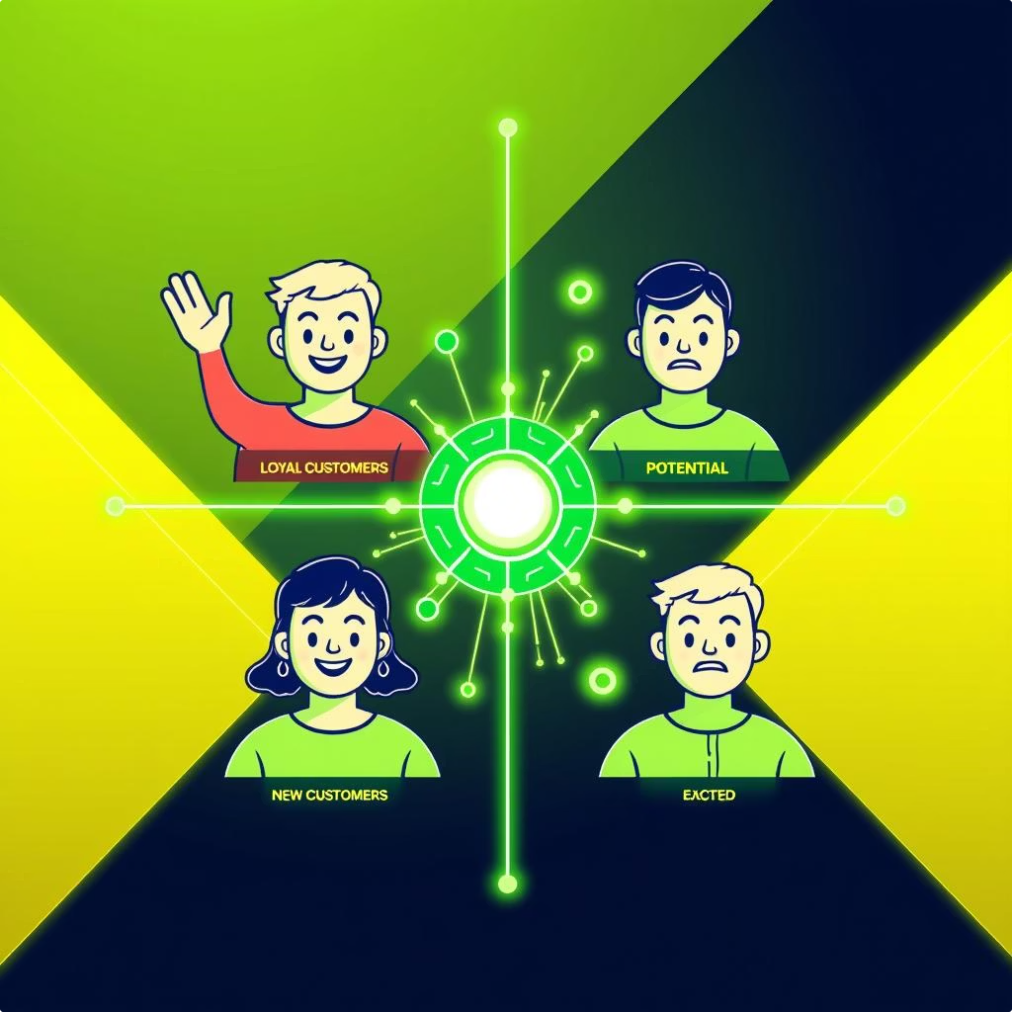 LOYAL CUSTOMERS
POTENTIAL
NEW CUSTOMERS
EXCTED